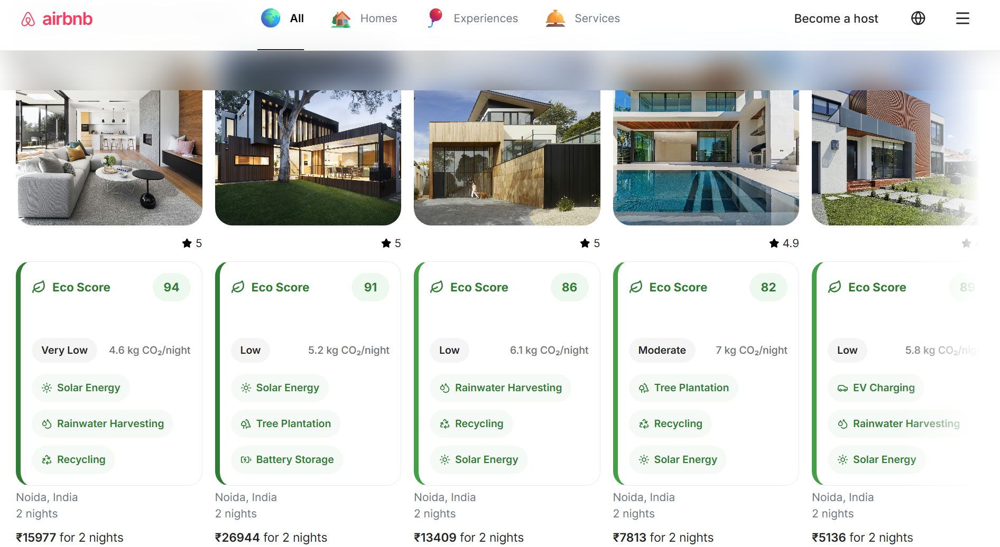 airbnb
All
Homes
Experiences
Services
Become a host
5
5
5
4.9
Eco Score
94
Very Low
4.6 kg CO₂/night
Solar Energy
Rainwater Harvesting
Recycling
Noida, India
2 nights
₹15977 for 2 nights
Eco Score
91
Low
5.2 kg CO₂/night
Solar Energy
Tree Plantation
Battery Storage
Noida, India
2 nights
₹26944 for 2 nights
Eco Score
86
Low
6.1 kg CO₂/night
Rainwater Harvesting
Recycling
Solar Energy
Noida, India
2 nights
₹13409 for 2 nights
Eco Score
82
Moderate
7 kg CO₂/night
Tree Plantation
Recycling
Solar Energy
Noida, India
2 nights
₹7813 for 2 nights
Eco Score
89
Low
5.8 kg CO₂/nig
EV Charging
Rainwater Harvesting
Solar Energy
Noida, India
2 nights
₹5136 for 2 nights